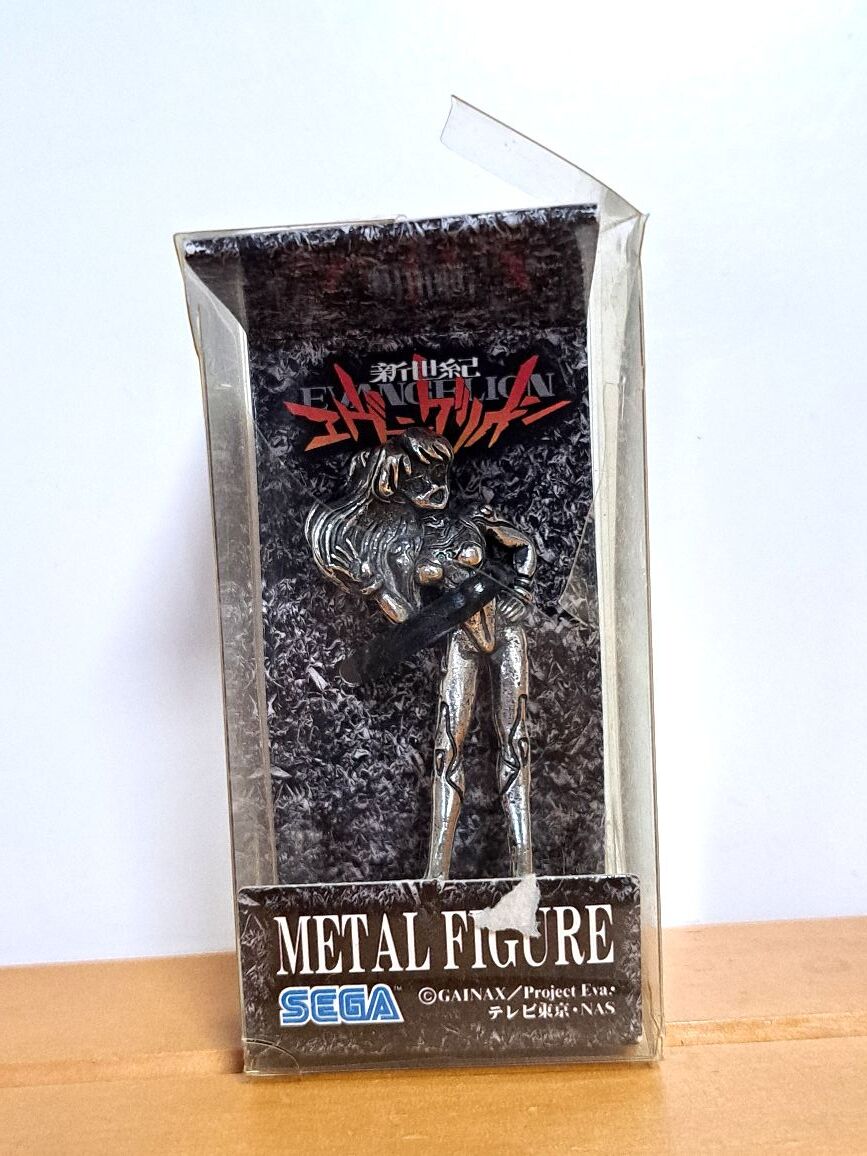 新世紀
EVANGELION
エヴァンゲリオン
METAL FIGURE
SEGA™
©GAINAX／Project Eva.・
テレビ東京・NAS